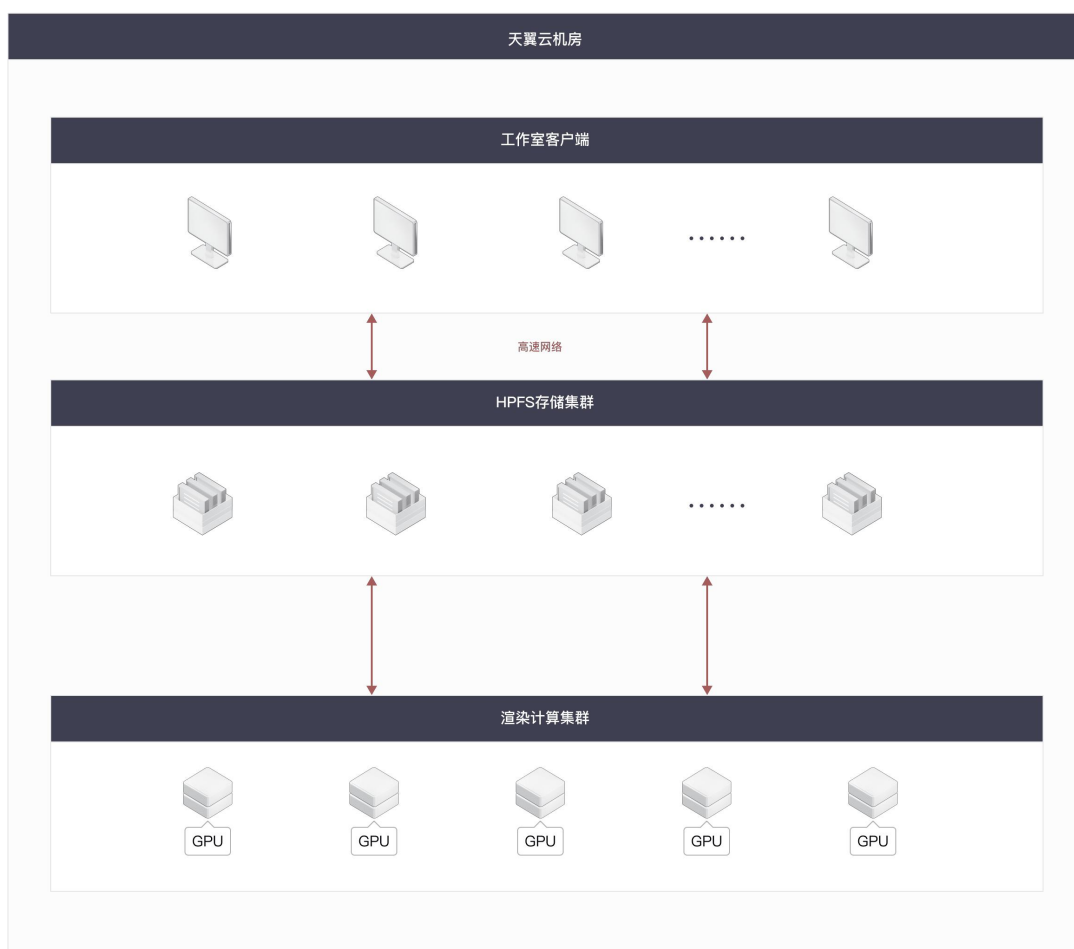 天翼云机房
工作室客户端
......
高速网络
HPFS存储集群
......
渲染计算集群
GPU GPU GPU GPU GPU